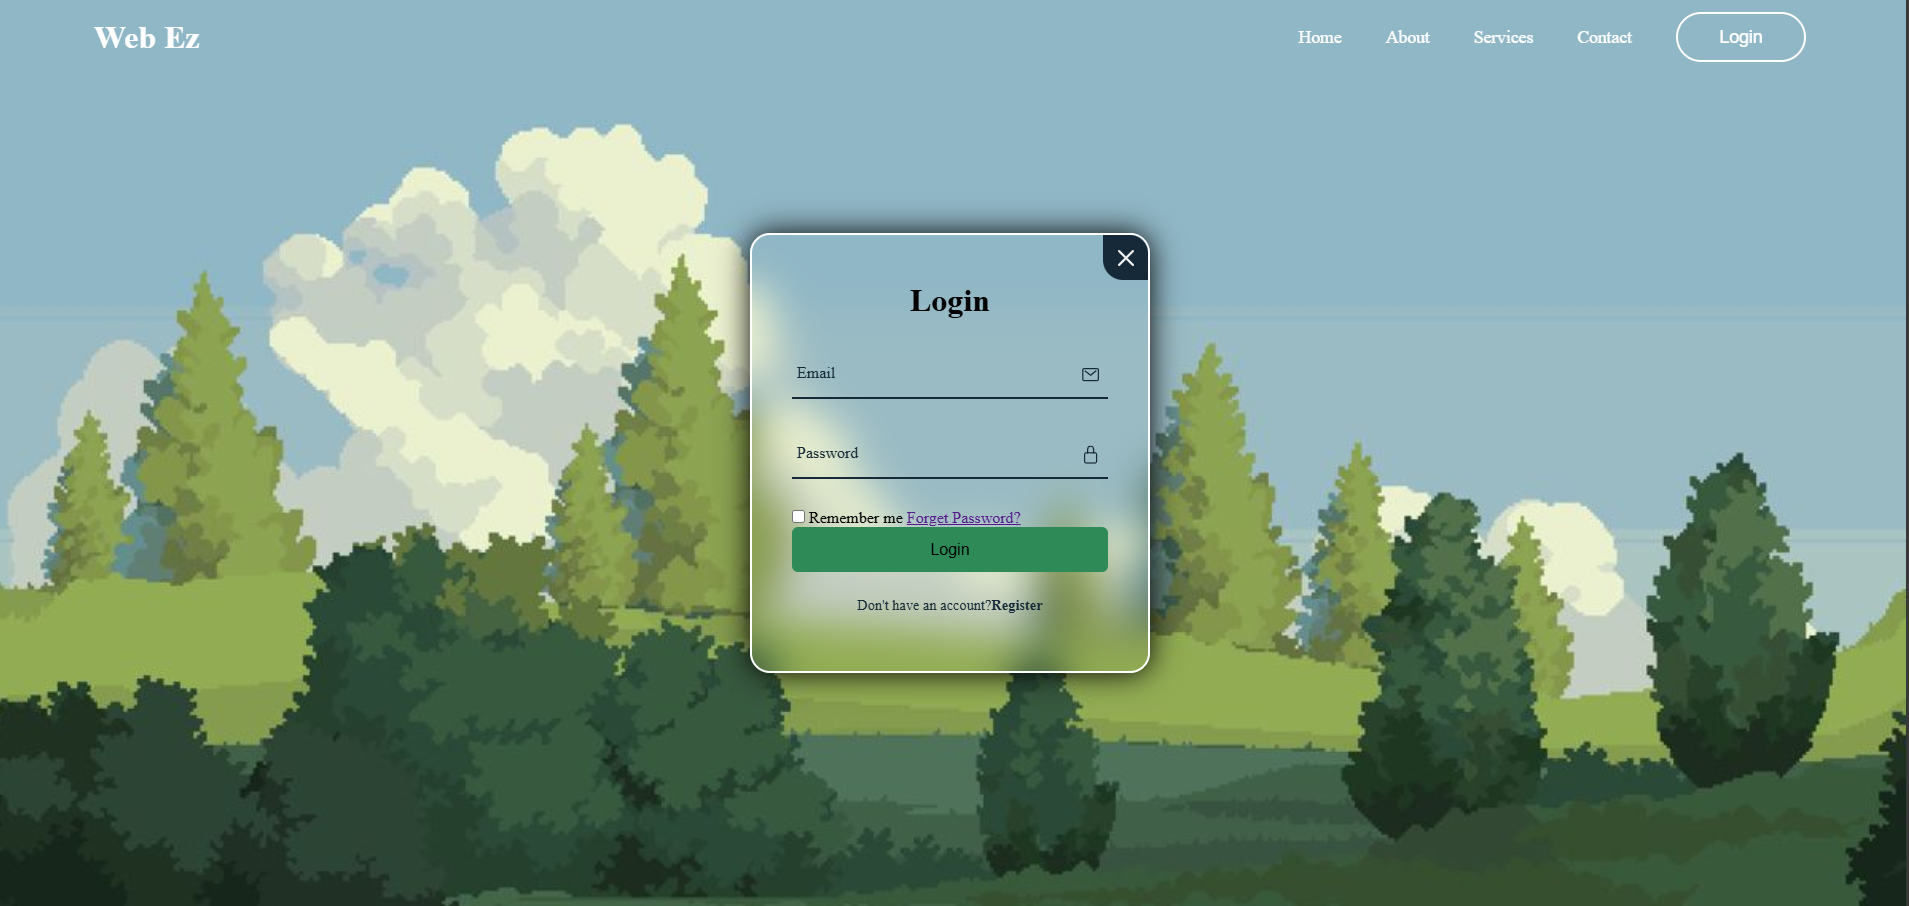 Web Ez
Home About Services Contact Login
Login
Email
Password
Remember me Forget Password?
Login
Don't have an account?Register